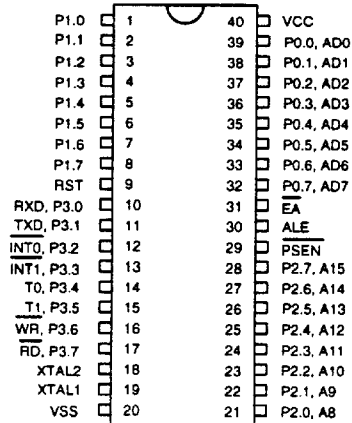 P1.0 1 40 VCC
P1.1 2 39 P0.0, AD0
P1.2 3 38 P0.1, AD1
P1.3 4 37 P0.2, AD2
P1.4 5 36 P0.3, AD3
P1.5 6 35 P0.4, AD4
P1.6 7 34 P0.5, AD5
P1.7 8 33 P0.6, AD6
RST 9 32 P0.7, AD7
RXD, P3.0 10 31 E̅A̅
TXD, P3.1 11 30 ALE
I̅N̅T̅0̅, P3.2 12 29 P̅S̅E̅N̅
I̅N̅T̅1̅, P3.3 13 28 P2.7, A15
T0, P3.4 14 27 P2.6, A14
T1, P3.5 15 26 P2.5, A13
W̅R̅, P3.6 16 25 P2.4, A12
R̅D̅, P3.7 17 24 P2.3, A11
XTAL2 18 23 P2.2, A10
XTAL1 19 22 P2.1, A9
VSS 20 21 P2.0, A8